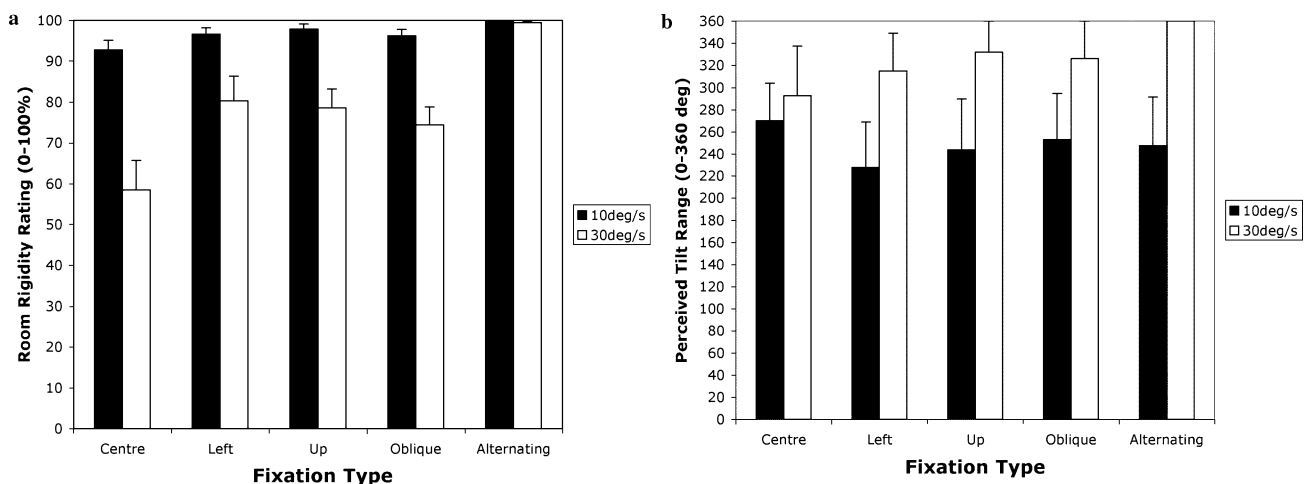 a
Room Rigidity Rating (0-100%)
100
90
80
70
60
50
40
30
20
10
0
Centre Left Up Oblique Alternating
Fixation Type
10deg/s
30deg/s
b
Perceived Tilt Range (0-360 deg)
360
340
320
300
280
260
240
220
200
180
160
140
120
100
80
60
40
20
0
Centre Left Up Oblique Alternating
Fixation Type
10deg/s
30deg/s